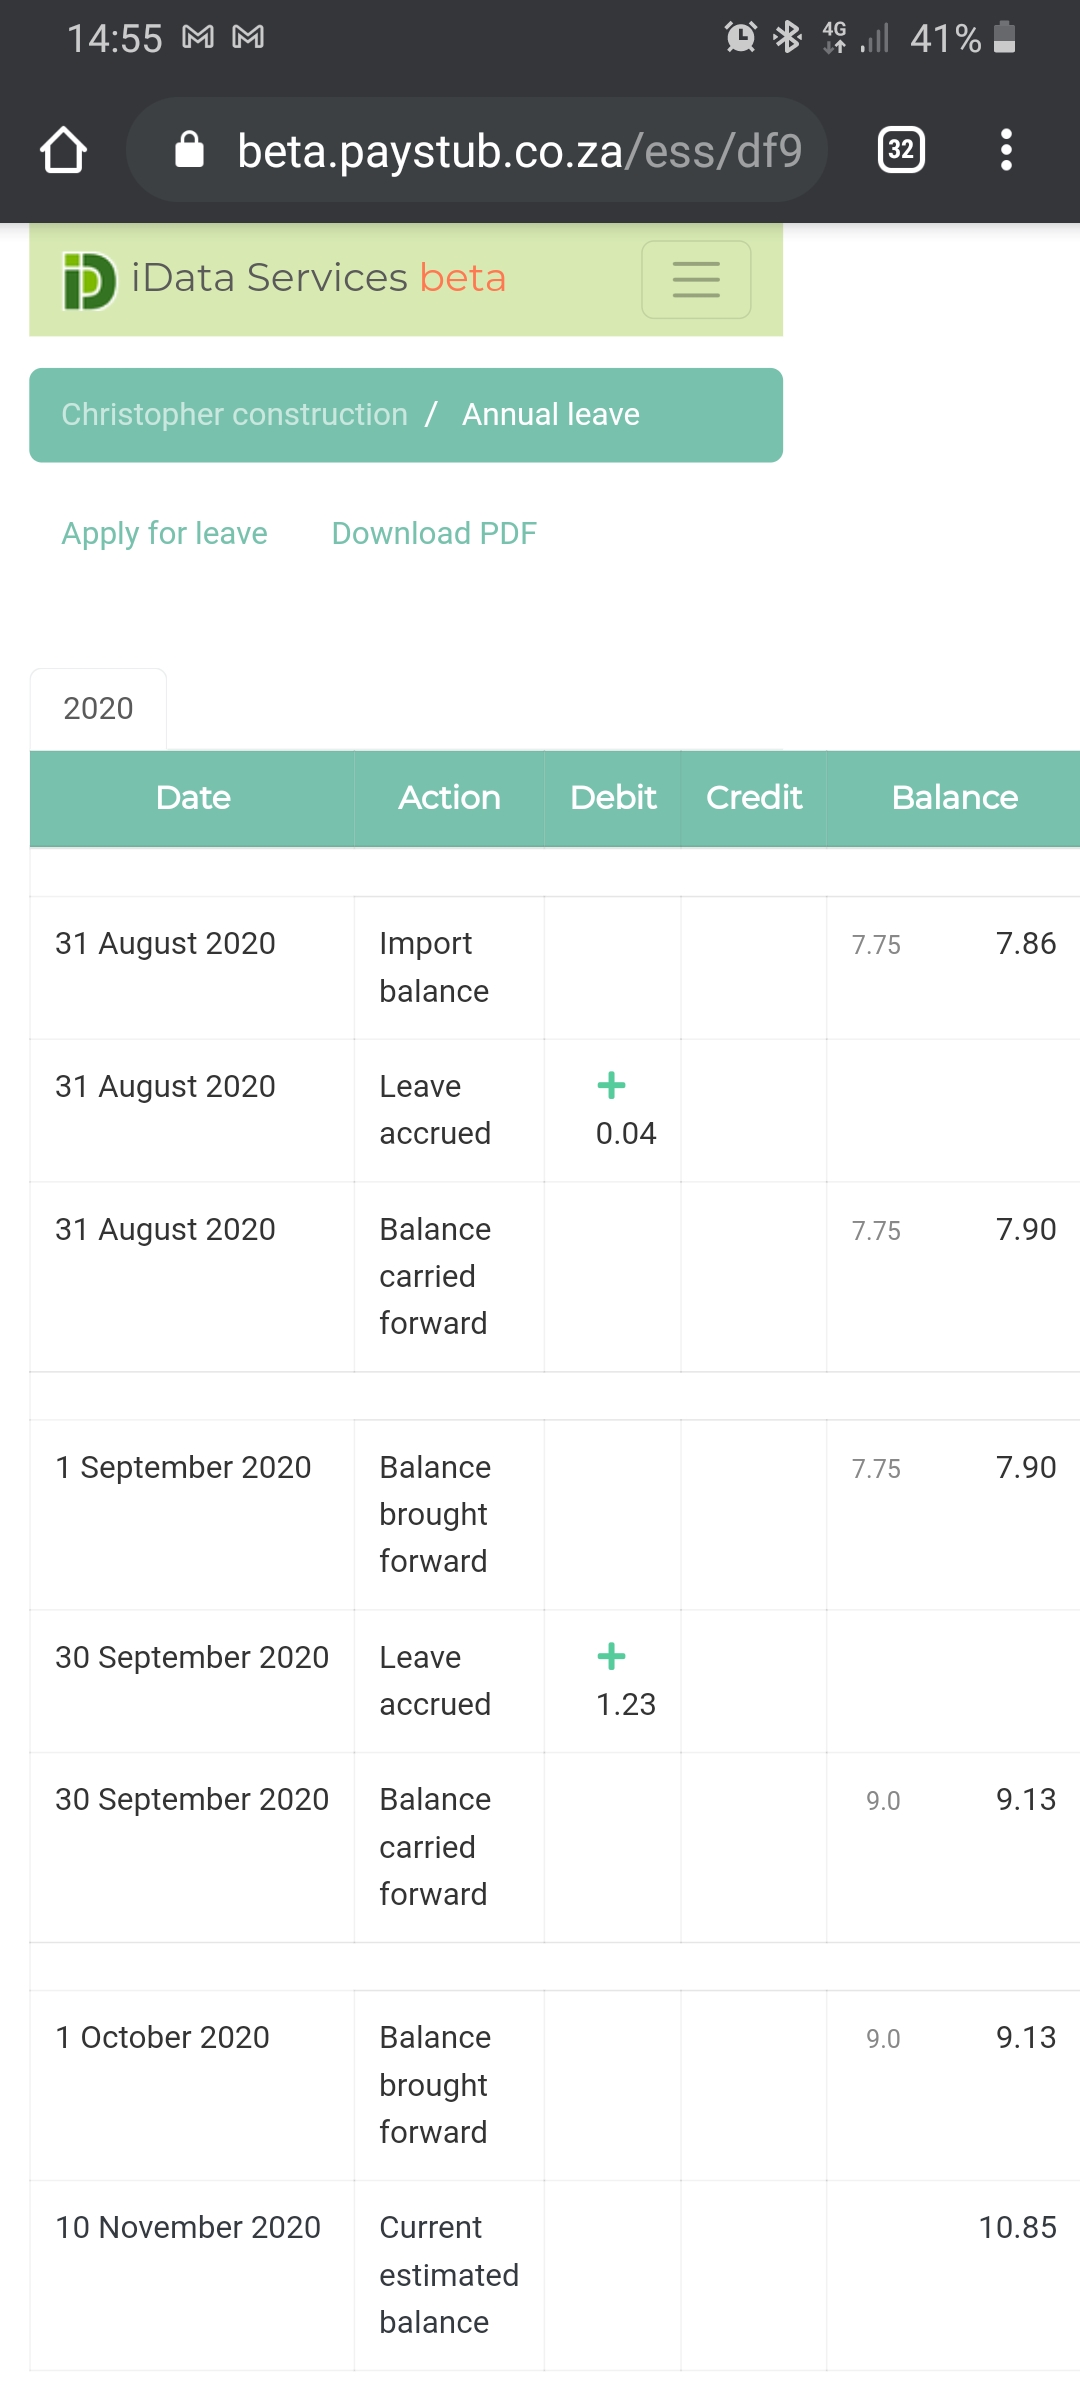 14:55 4G 41%
beta.paystub.co.za/ess/df9 32
iD iData Services beta
Christopher construction / Annual leave
Apply for leave Download PDF
2020
Date Action Debit Credit Balance
31 August 2020 Import 7.75 7.86
balance
31 August 2020 Leave +
accrued 0.04
31 August 2020 Balance 7.75 7.90
carried
forward
1 September 2020 Balance 7.75 7.90
brought
forward
30 September 2020 Leave +
accrued 1.23
30 September 2020 Balance 9.0 9.13
carried
forward
1 October 2020 Balance 9.0 9.13
brought
forward
10 November 2020 Current 10.85
estimated
balance